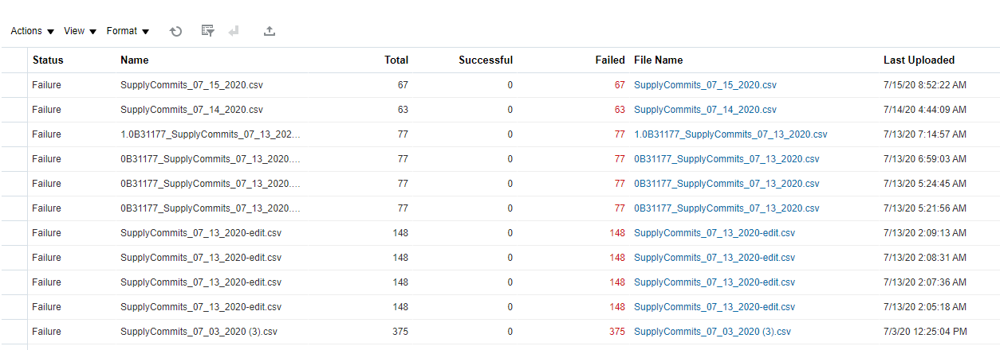 Actions View Format
Status Name Total Successful Failed File Name Last Uploaded
Failure SupplyCommits_07_15_2020.csv 67 0 67 SupplyCommits_07_15_2020.csv 7/15/20 8:52:22 AM
Failure SupplyCommits_07_14_2020.csv 63 0 63 SupplyCommits_07_14_2020.csv 7/14/20 4:44:09 AM
Failure 1.0B31177_SupplyCommits_07_13_202... 77 0 77 1.0B31177_SupplyCommits_07_13_2020.csv 7/13/20 7:14:57 AM
Failure 0B31177_SupplyCommits_07_13_2020.... 77 0 77 0B31177_SupplyCommits_07_13_2020.csv 7/13/20 6:59:03 AM
Failure 0B31177_SupplyCommits_07_13_2020.... 77 0 77 0B31177_SupplyCommits_07_13_2020.csv 7/13/20 5:24:45 AM
Failure 0B31177_SupplyCommits_07_13_2020.... 77 0 77 0B31177_SupplyCommits_07_13_2020.csv 7/13/20 5:21:56 AM
Failure SupplyCommits_07_13_2020-edit.csv 148 0 148 SupplyCommits_07_13_2020-edit.csv 7/13/20 2:09:13 AM
Failure SupplyCommits_07_13_2020-edit.csv 148 0 148 SupplyCommits_07_13_2020-edit.csv 7/13/20 2:08:31 AM
Failure SupplyCommits_07_13_2020-edit.csv 148 0 148 SupplyCommits_07_13_2020-edit.csv 7/13/20 2:07:36 AM
Failure SupplyCommits_07_13_2020-edit.csv 148 0 148 SupplyCommits_07_13_2020-edit.csv 7/13/20 2:05:18 AM
Failure SupplyCommits_07_03_2020 (3).csv 375 0 375 SupplyCommits_07_03_2020 (3).csv 7/3/20 12:25:04 PM